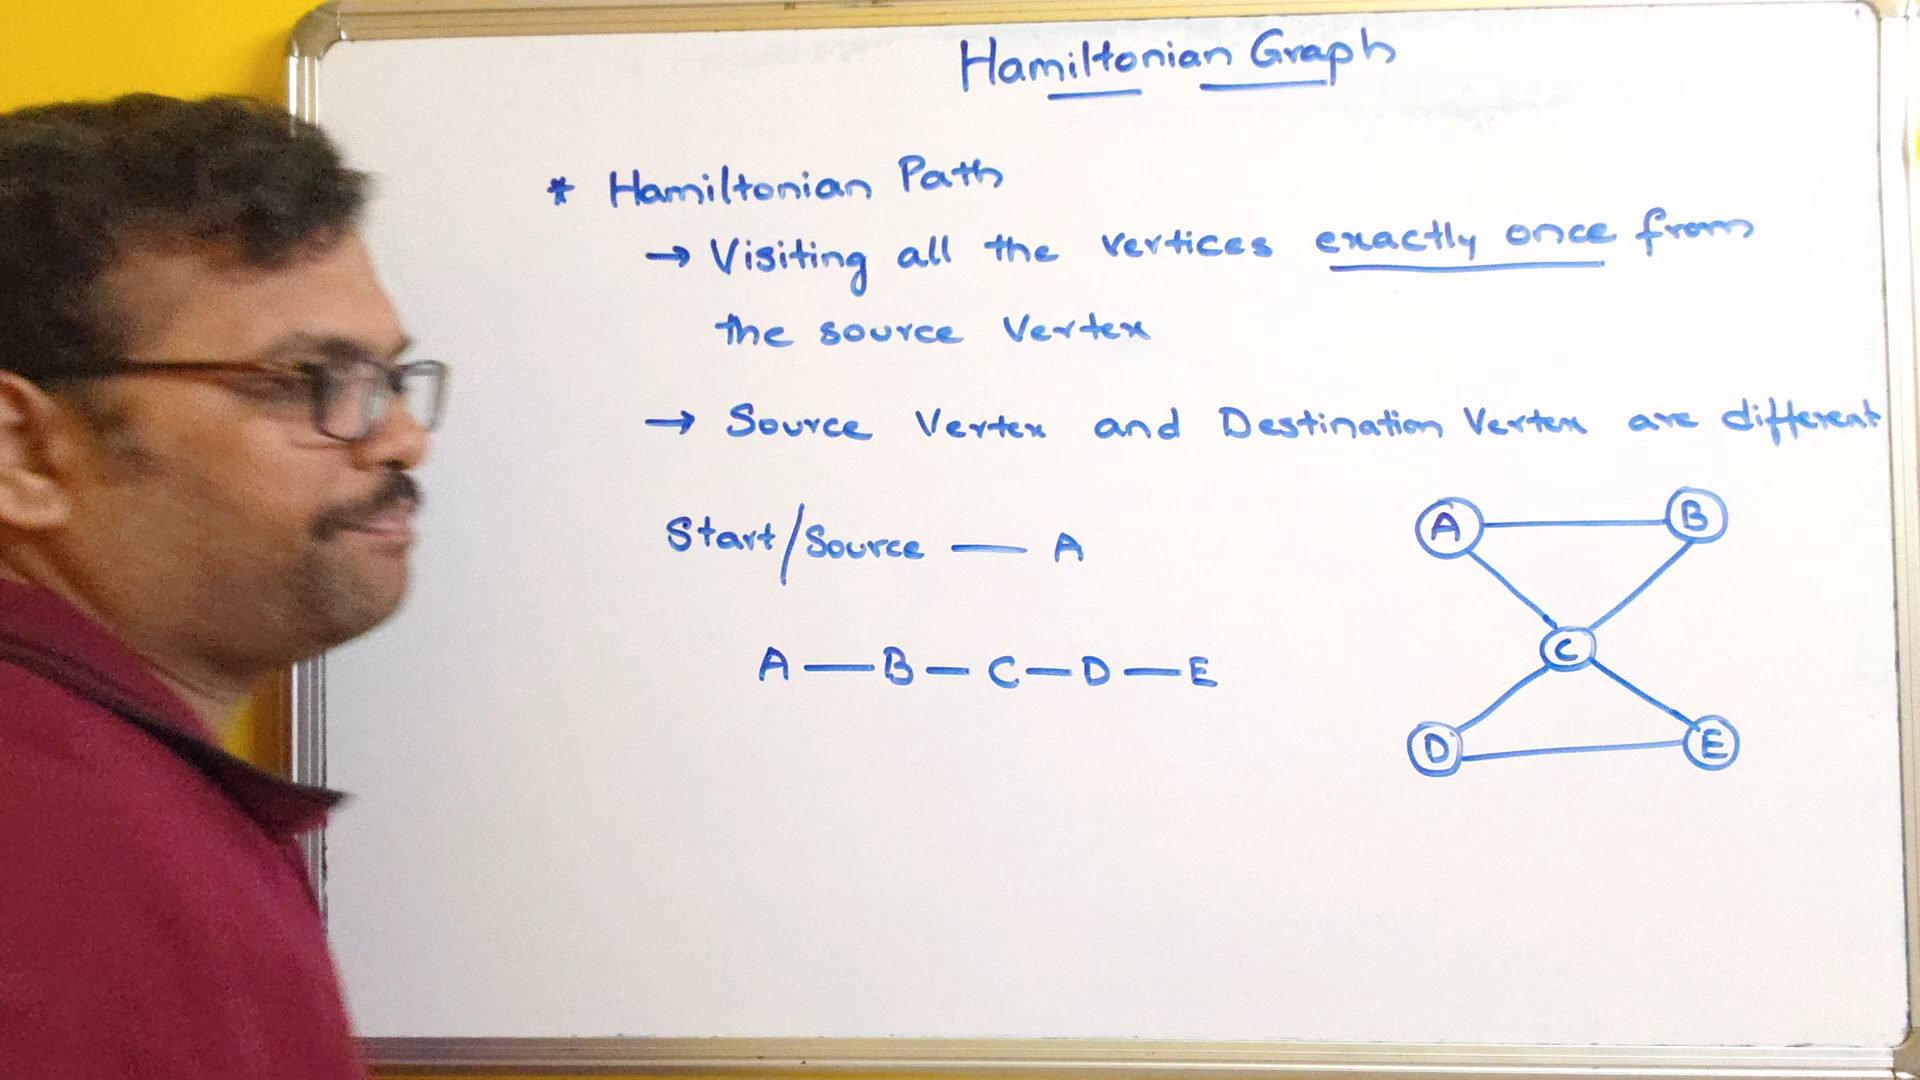 Hamiltonian Graph
* Hamiltonian Path
→ Visiting all the vertices exactly once from
the source Vertex
→ Source Vertex and Destination Vertex are different
Start/Source — A
A — B — C — D — E
A B
C
D E